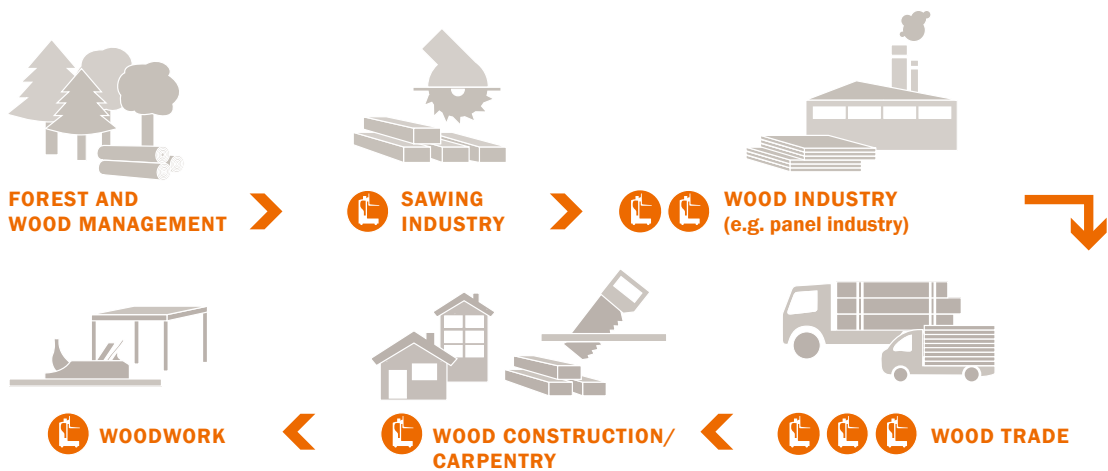 FOREST AND
WOOD MANAGEMENT
SAWING
INDUSTRY
WOOD INDUSTRY
(e.g. panel industry)
WOODWORK
WOOD CONSTRUCTION/
CARPENTRY
WOOD TRADE